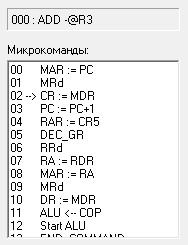 000 : ADD -@R3
Микрокоманды:
00 MAR := PC
01 MRd
02 --> CR := MDR
03 PC := PC+1
04 RAR := CR5
05 DEC_GR
06 RRd
07 RA := RDR
08 MAR := RA
09 MRd
10 DR := MDR
11 ALU <-- COP
12 Start ALU
13 END_COMMAND